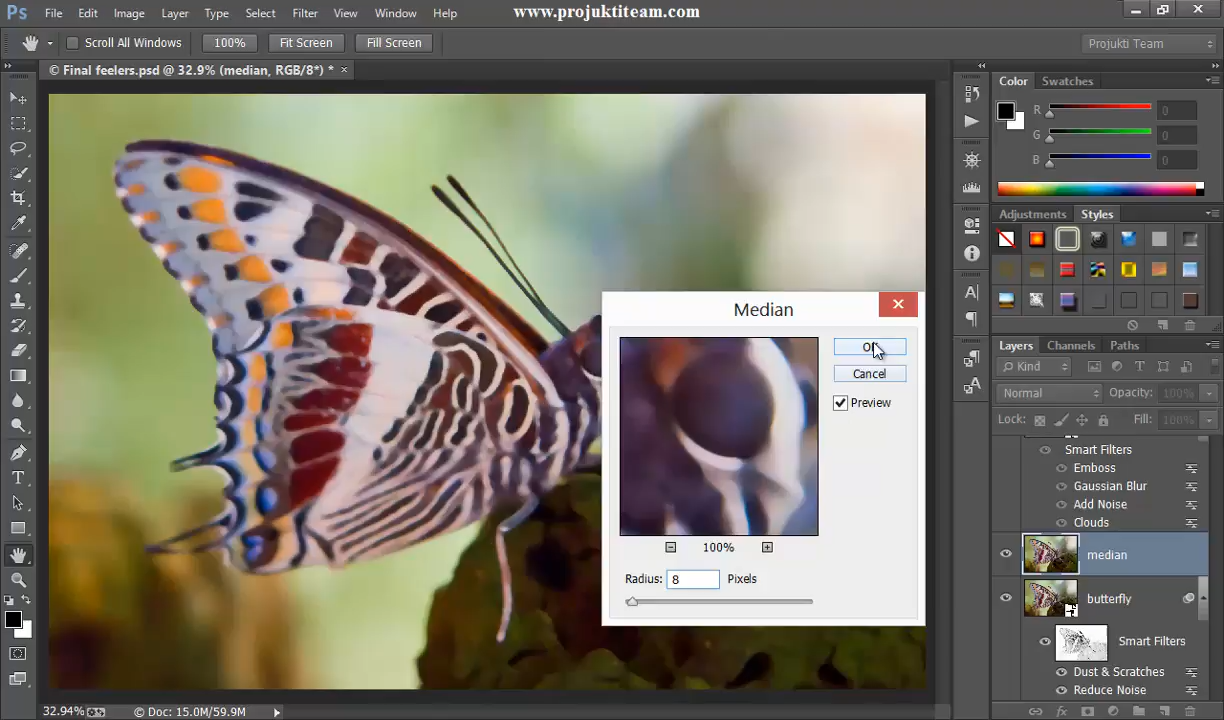 Ps File Edit Image Layer Type Select Filter View Window Help
www.projuktiteam.com
Scroll All Windows 100% Fit Screen Fill Screen Projekti Team
© Final feelers.psd @ 32.9% (median, RGB/8*) * ×
Color Swatches
R 0
G 0
B 0
Adjustments Styles
Median
OK
Cancel
Preview
100%
Radius: 8 Pixels
Layers Channels Paths
Kind
Normal Opacity: 100%
Lock: Fill: 100%
Smart Filters
Emboss
Gaussian Blur
Add Noise
Clouds
median
butterfly
Smart Filters
Dust & Scratches
Reduce Noise
32.94% © Doc: 15.0M/59.9M